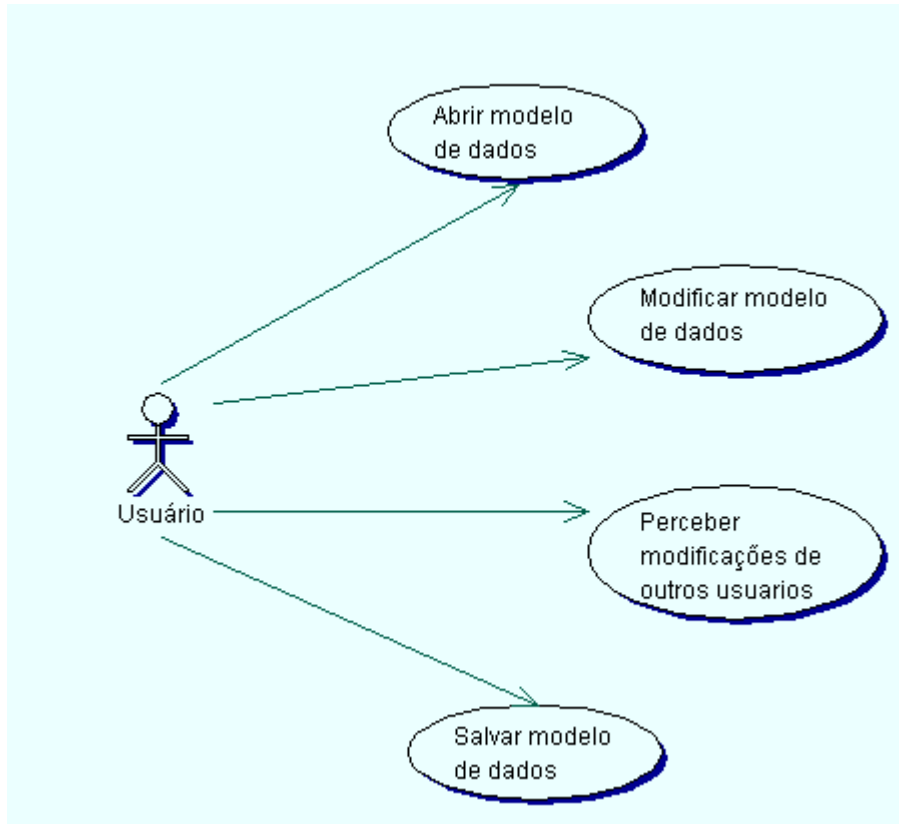 Abrir modelo
de dados
Modificar modelo
de dados
Usuário
Perceber
modificações de
outros usuarios
Salvar modelo
de dados